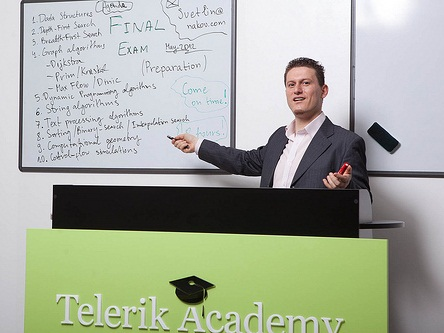 Agenda
1. Data Structures
2. Depth-First Search
3. Breadth-First Search
4. Graph algorithms
- Dijkstra
- Prim/Kruskal
- Max Flow/Dinic
5. Dynamic Programming algorithms
6. String algorithms
7. Text processing algorithms
8. Sorting/Binary-search/Interpolation search
9. Computational geometry
10. Control-flow simulations
FINAL
EXAM
May-2012
(Preparation)
Svetlin@
nakov.com
Come
on time!
Telerik Academy